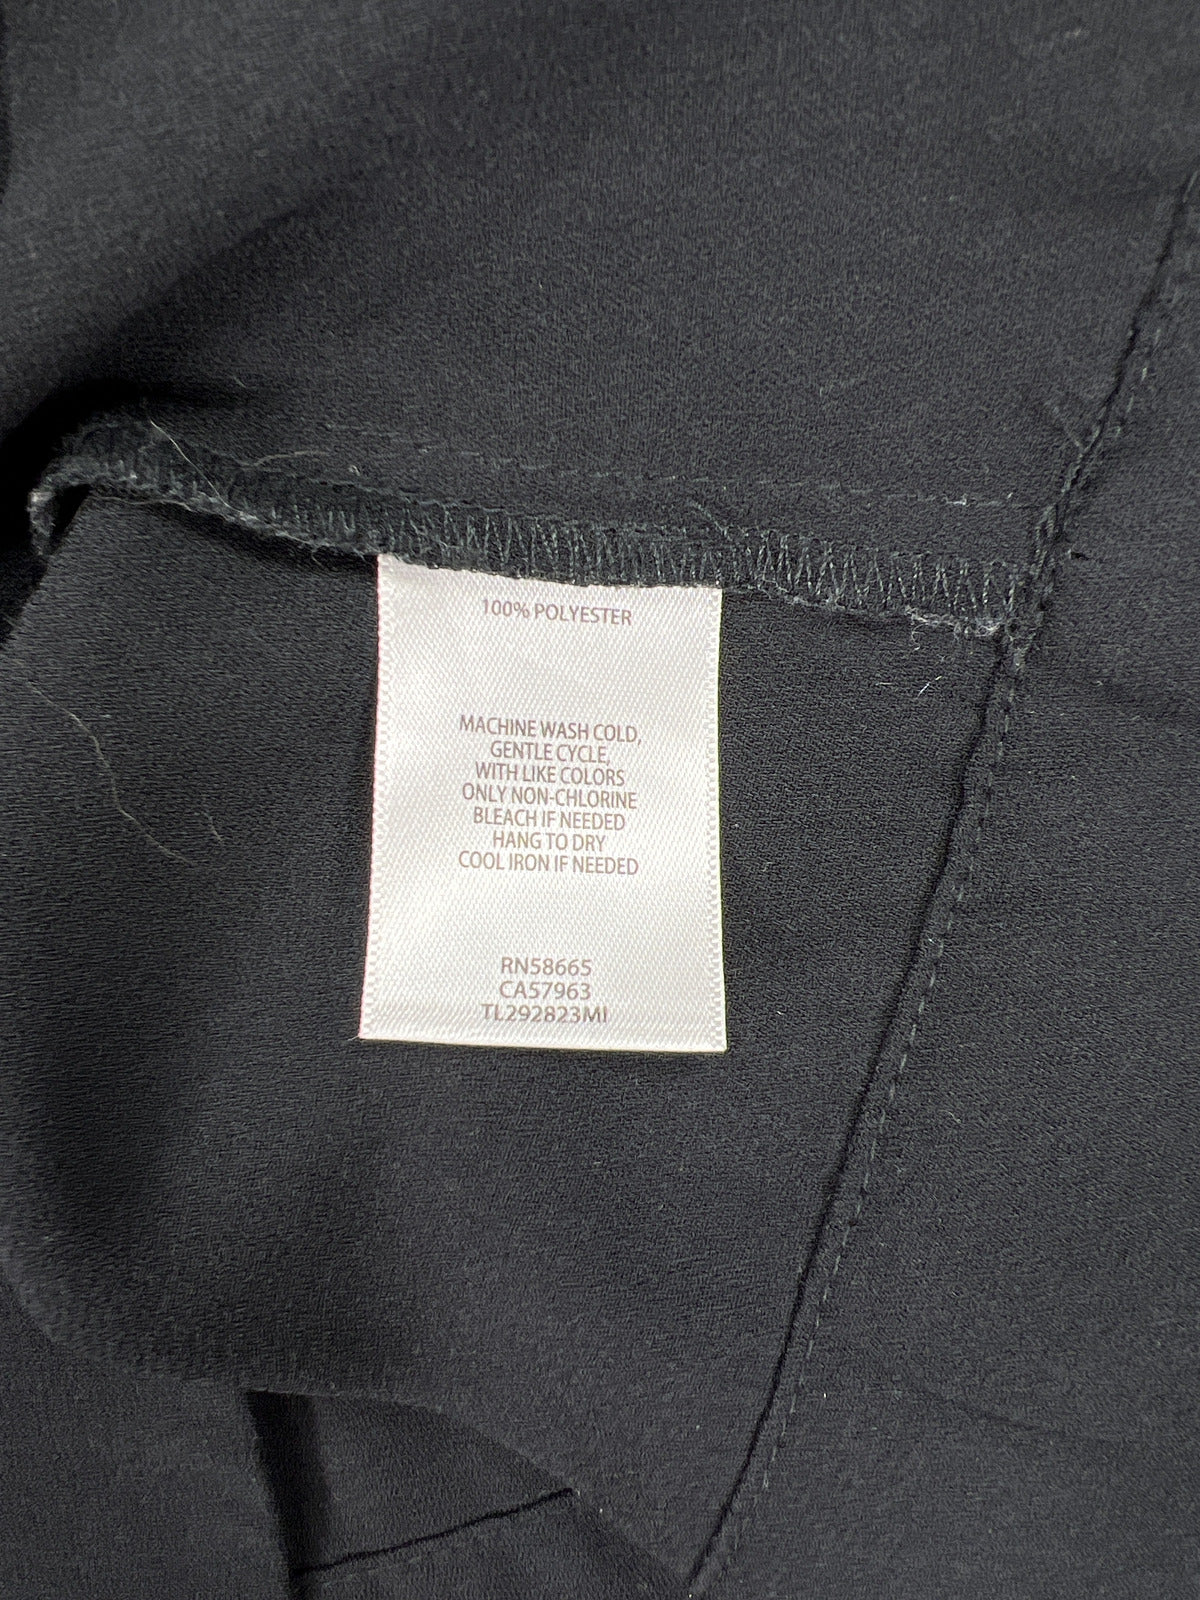 100% POLYESTER
MACHINE WASH COLD,
GENTLE CYCLE,
WITH LIKE COLORS
ONLY NON-CHLORINE
BLEACH IF NEEDED
HANG TO DRY
COOL IRON IF NEEDED
RN58665
CA57963
TL292823MI